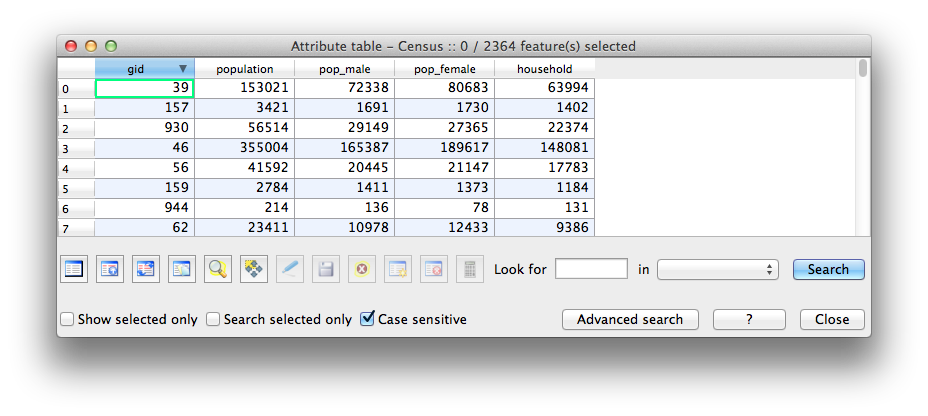 Attribute table – Census :: 0 / 2364 feature(s) selected
gid population pop_male pop_female household
0 39 153021 72338 80683 63994
1 157 3421 1691 1730 1402
2 930 56514 29149 27365 22374
3 46 355004 165387 189617 148081
4 56 41592 20445 21147 17783
5 159 2784 1411 1373 1184
6 944 214 136 78 131
7 62 23411 10978 12433 9386
Look for in Search
Show selected only Search selected only Case sensitive Advanced search ? Close